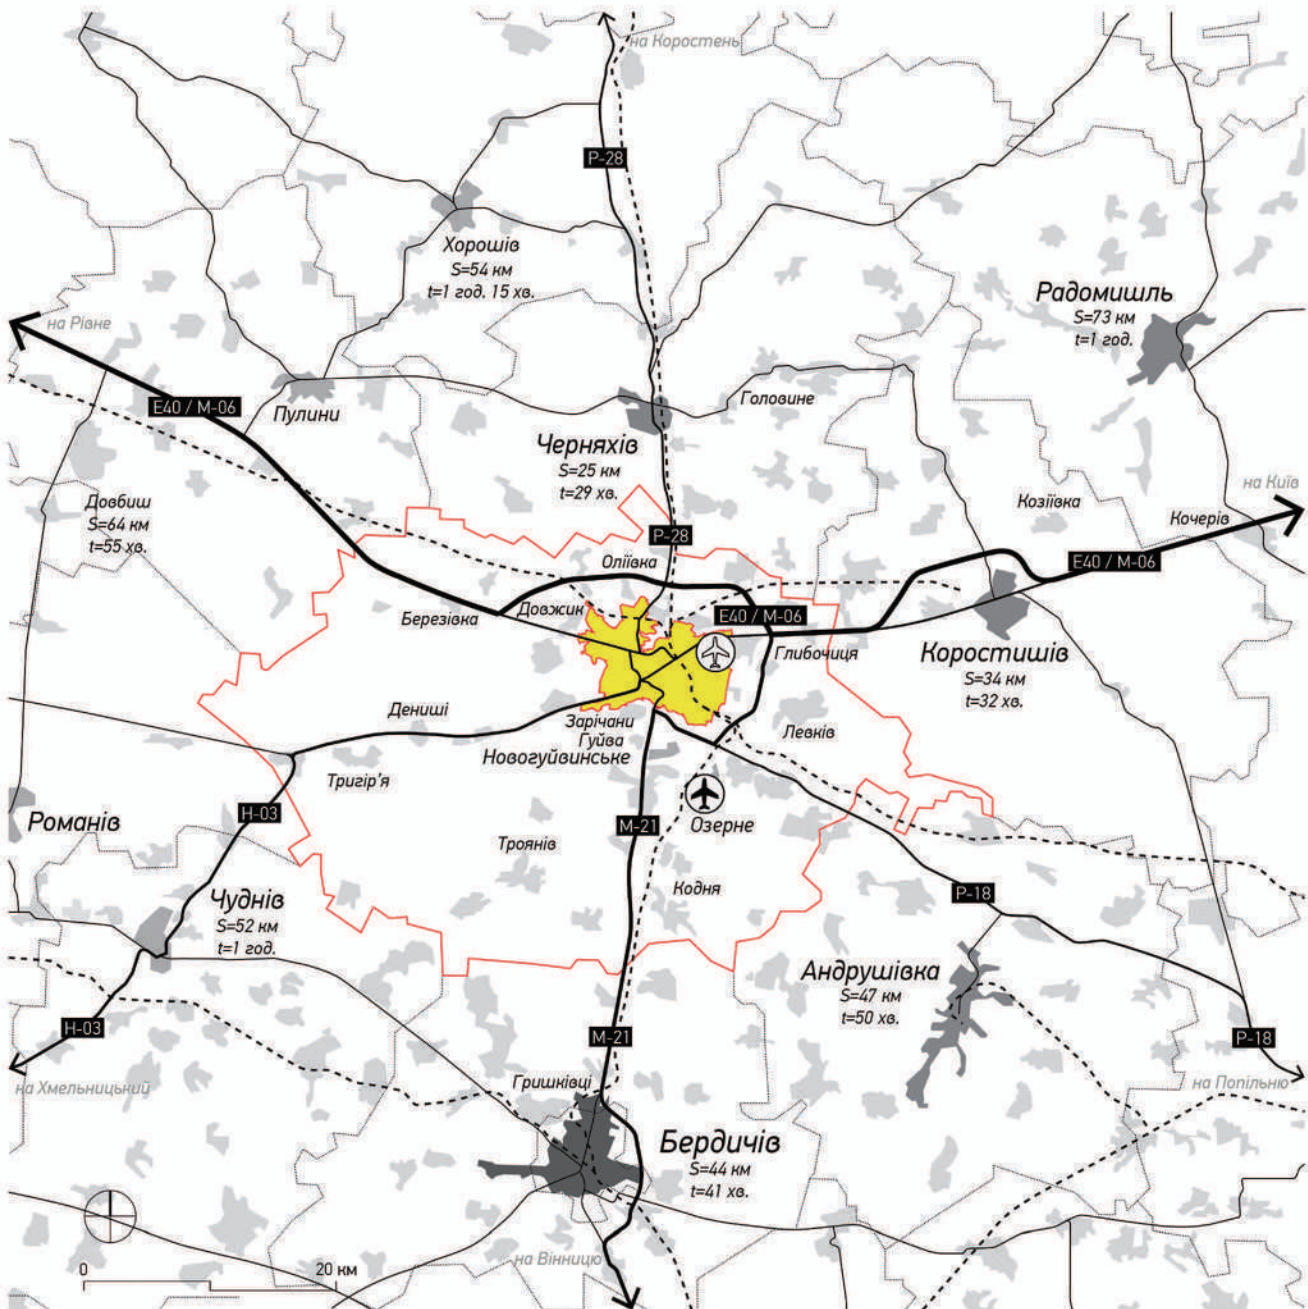 на Коростень
Р-28
Хорошів
S=54 км
t=1 год. 15 хв.
Радомишль
S=73 км
t=1 год.
на Рівне
E40 / М-06
Пулини
Головине
Черняхів
S=25 км
t=29 хв.
Довбиш
S=64 км
t=55 хв.
на Київ
Козіївка
Кочерів
Р-28
Оліївка
E40 / М-06
Березівка
Довжик
E40 / М-06
Глибочиця
Коростишів
S=34 км
t=32 хв.
Дениші
Зарічани
Гуйва
Новогуйвинське
Левків
Тригір'я
Н-03
Романів
М-21
Озерне
Троянів
Кодня
Р-18
Чуднів
S=52 км
t=1 год.
Андрушівка
S=47 км
t=50 хв.
Н-03
М-21
Р-18
на Хмельницький
Гришківці
на Попільню
Бердичів
S=44 км
t=41 хв.
на Вінницю
0
20 км